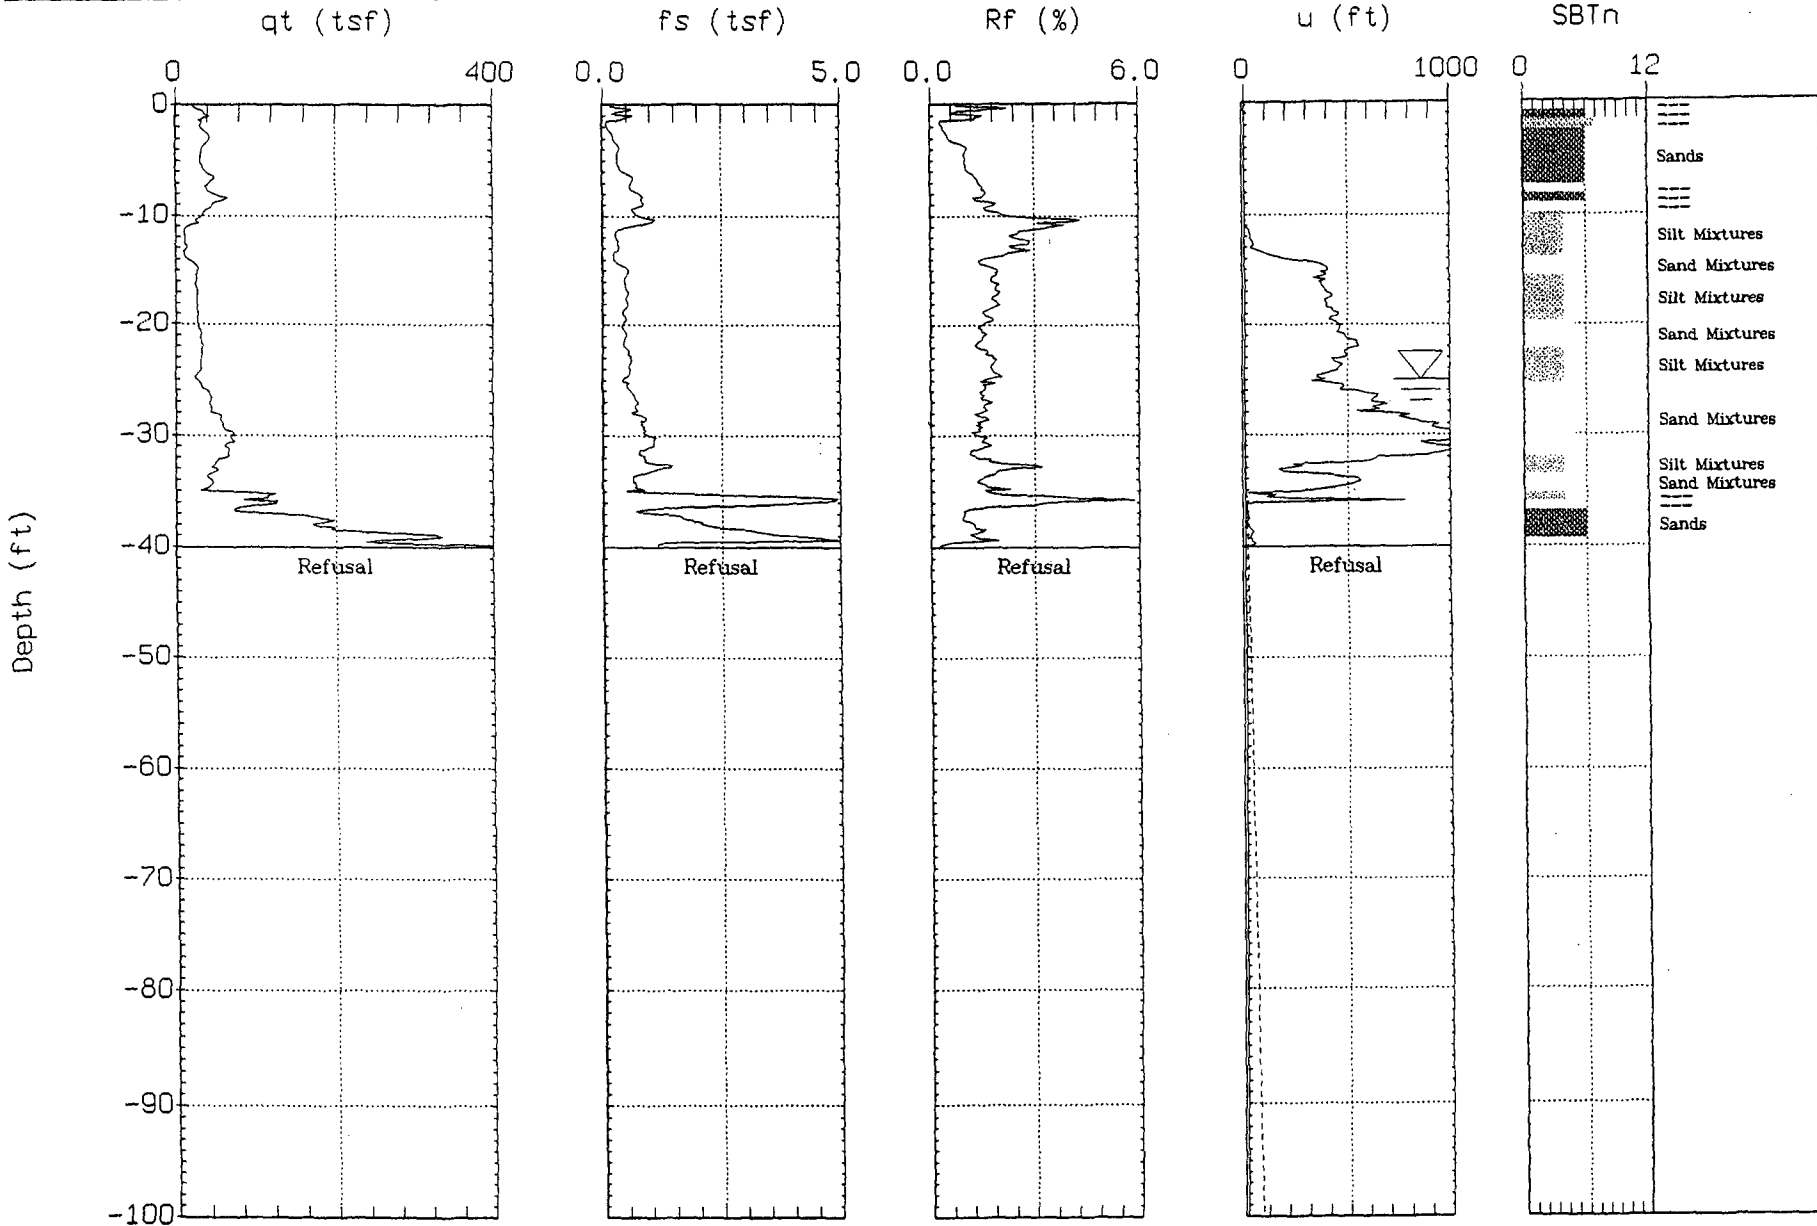 qt (tsf) fs (tsf) Rf (%) u (ft) SBTn
0 400 0.0 5.0 0.0 6.0 0 1000 0 12
0
Sands
-10
Silt Mixtures
Sand Mixtures
Silt Mixtures
-20
Sand Mixtures
Silt Mixtures
Sand Mixtures
-30
Silt Mixtures
Sand Mixtures
Sands
-40
Refusal Refusal Refusal Refusal
Depth (ft)
-50
-60
-70
-80
-90
-100